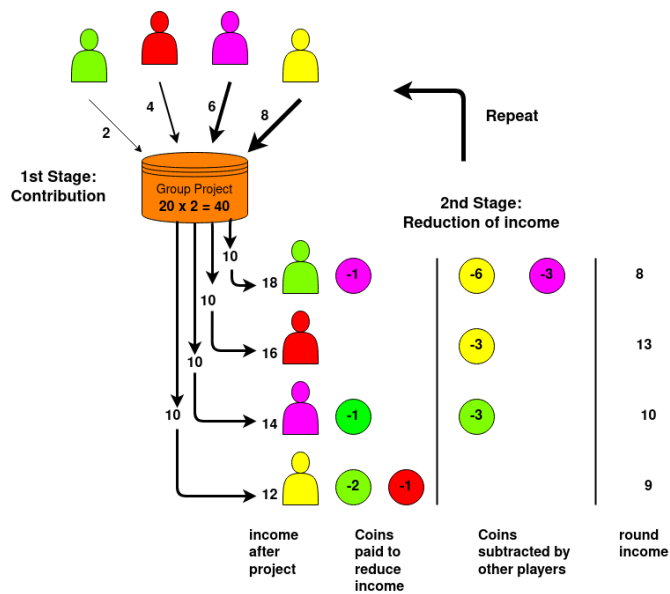 2
4
6
8
Repeat
1st Stage:
Contribution
Group Project
20 x 2 = 40
2nd Stage:
Reduction of income
10
18
-1
-6
-3
8
10
16
-3
13
10
14
-1
-3
10
10
12
-2
-1
9
income
after
project
Coins
paid to
reduce
income
Coins
subtracted by
other players
round
income